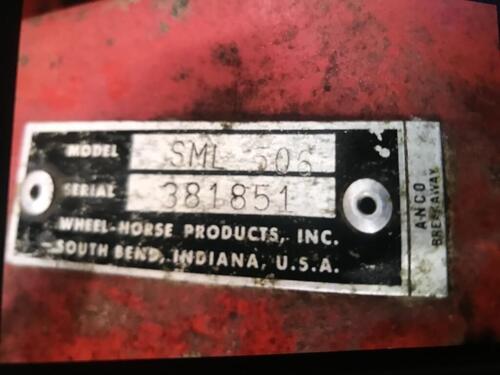 MODEL SML 506
SERIAL 381851
WHEEL-HORSE PRODUCTS, INC.
SOUTH BEND, INDIANA, U.S.A.
ANCO
BREAKAWAY